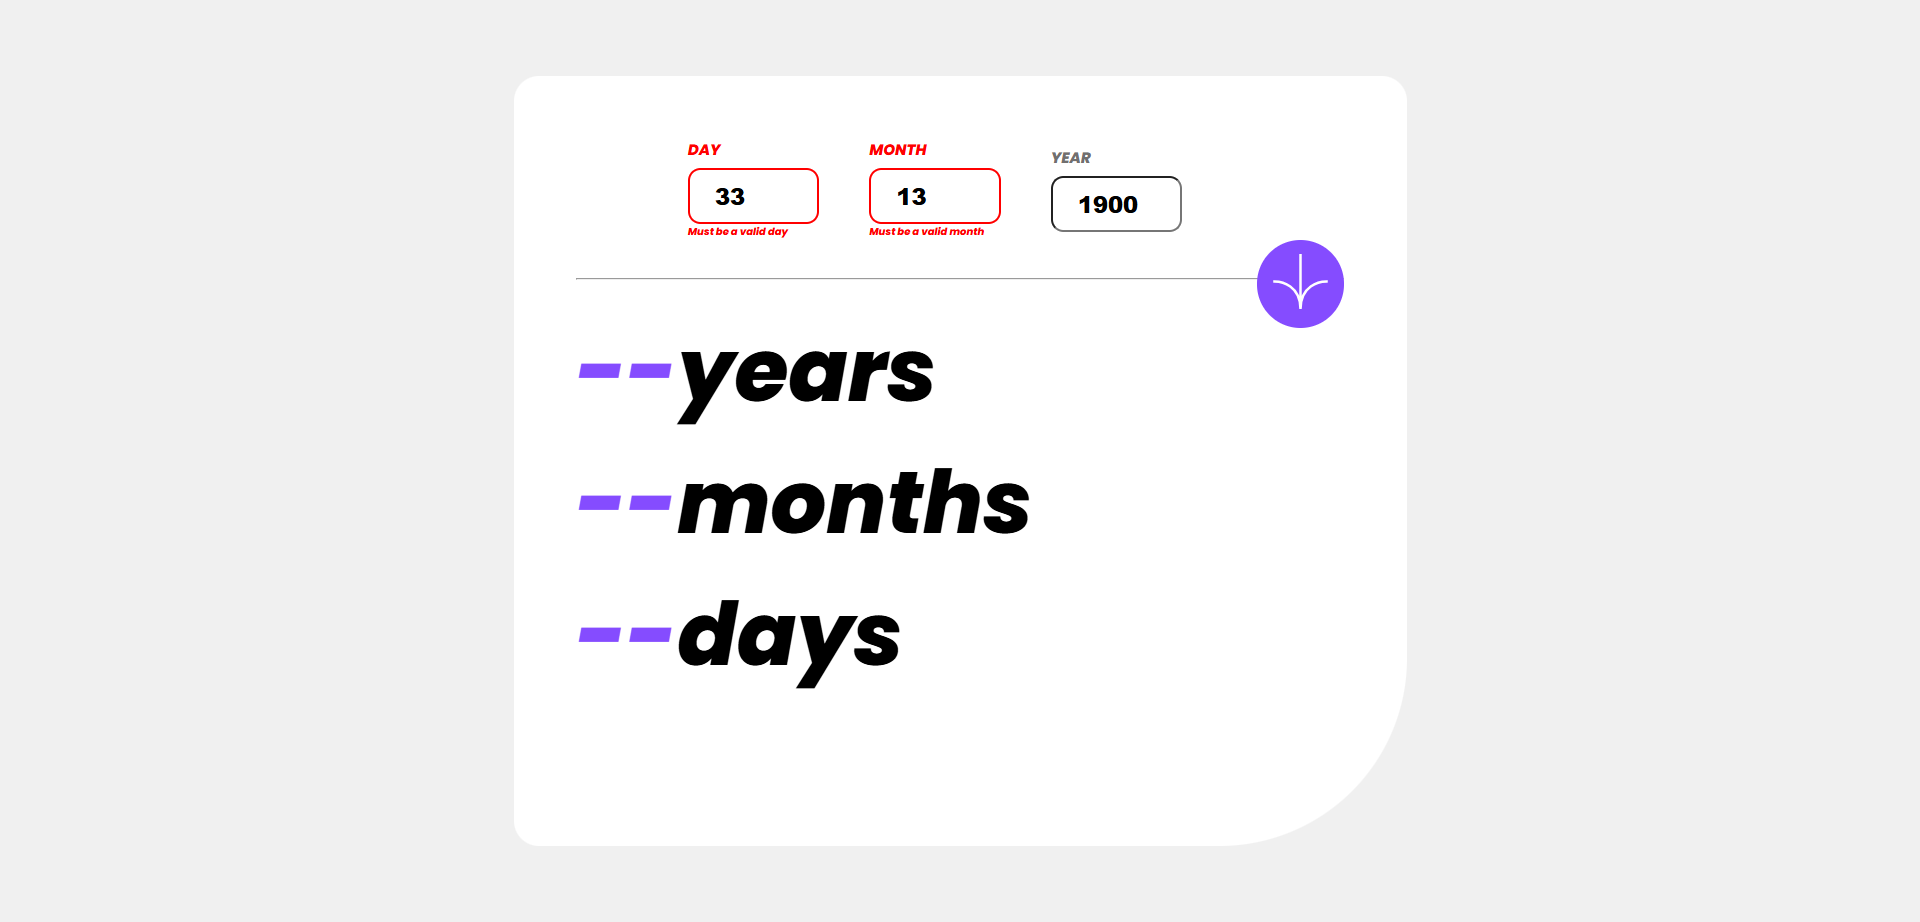 DAY MONTH YEAR
33 13 1900
Must be a valid day Must be a valid month
--years
--months
--days